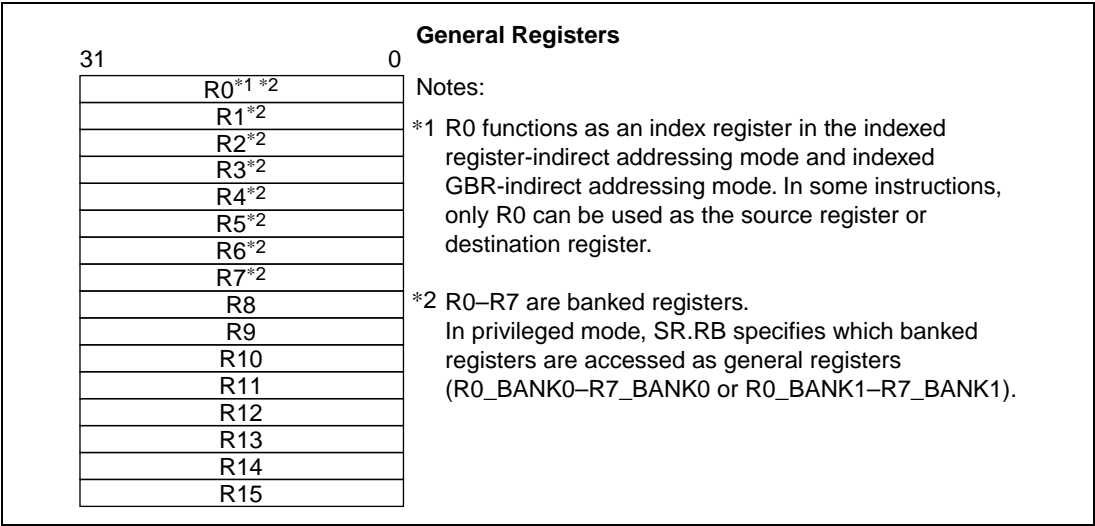 General Registers
31 0
R0*1 *2
R1*2
R2*2
R3*2
R4*2
R5*2
R6*2
R7*2
R8
R9
R10
R11
R12
R13
R14
R15
Notes:
*1 R0 functions as an index register in the indexed
register-indirect addressing mode and indexed
GBR-indirect addressing mode. In some instructions,
only R0 can be used as the source register or
destination register.
*2 R0–R7 are banked registers.
In privileged mode, SR.RB specifies which banked
registers are accessed as general registers
(R0_BANK0–R7_BANK0 or R0_BANK1–R7_BANK1).